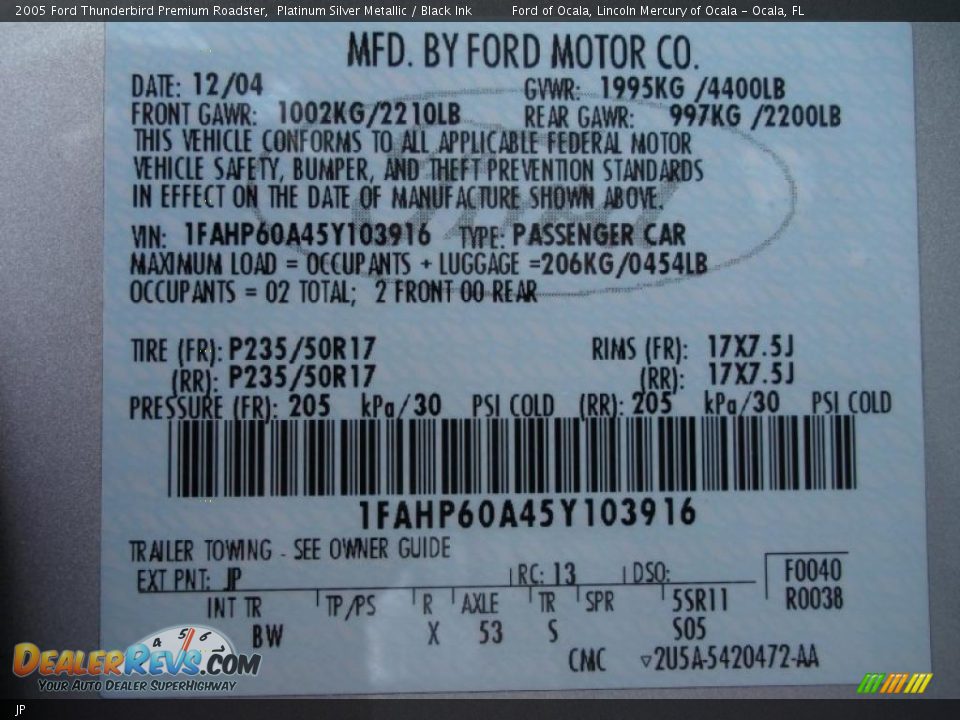 2005 Ford Thunderbird Premium Roadster, Platinum Silver Metallic / Black Ink Ford of Ocala, Lincoln Mercury of Ocala - Ocala, FL
MFD. BY FORD MOTOR CO.
DATE: 12/04 GVWR: 1995KG /4400LB
FRONT GAWR: 1002KG/2210LB REAR GAWR: 997KG /2200LB
THIS VEHICLE CONFORMS TO ALL APPLICABLE FEDERAL MOTOR
VEHICLE SAFETY, BUMPER, AND THEFT PREVENTION STANDARDS
IN EFFECT ON THE DATE OF MANUFACTURE SHOWN ABOVE.
VIN: 1FAHP60A45Y103916 TYPE: PASSENGER CAR
MAXIMUM LOAD = OCCUPANTS + LUGGAGE =206KG/0454LB
OCCUPANTS = 02 TOTAL; 2 FRONT 00 REAR
TIRE (FR): P235/50R17 RIMS (FR): 17X7.5J
(RR): P235/50R17 (RR): 17X7.5J
PRESSURE (FR): 205 kPa/30 PSI COLD (RR): 205 kPa/30 PSI COLD
1FAHP60A45Y103916
TRAILER TOWING - SEE OWNER GUIDE
EXT PNT: JP RC: 13 DSO: F0040
R0038
INT TR TP/PS R AXLE TR SPR 5SR11
BW X 53 S S05
CMC ▽2U5A-5420472-AA
4 5 6
DEALERREVS.COM
YOUR AUTO DEALER SUPERHIGHWAY
JP